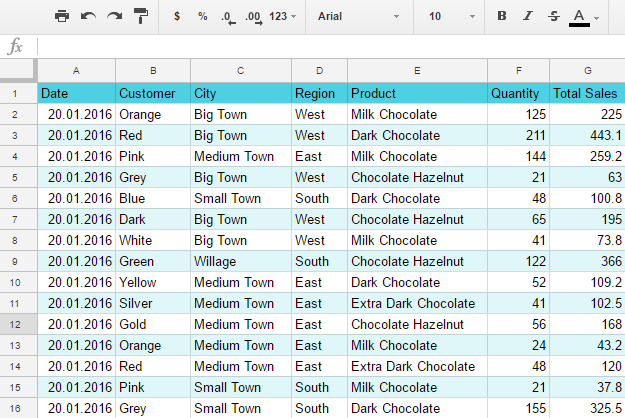 $ % .0 .00 123 Arial 10 B I S A
fx
A B C D E F G
1 Date Customer City Region Product Quantity Total Sales
2 20.01.2016 Orange Big Town West Milk Chocolate 125 225
3 20.01.2016 Red Big Town West Dark Chocolate 211 443.1
4 20.01.2016 Pink Medium Town East Milk Chocolate 144 259.2
5 20.01.2016 Grey Big Town West Chocolate Hazelnut 21 63
6 20.01.2016 Blue Small Town South Dark Chocolate 48 100.8
7 20.01.2016 Dark Big Town West Chocolate Hazelnut 65 195
8 20.01.2016 White Big Town West Milk Chocolate 41 73.8
9 20.01.2016 Green Willage South Chocolate Hazelnut 122 366
10 20.01.2016 Yellow Medium Town East Dark Chocolate 52 109.2
11 20.01.2016 Silver Medium Town East Extra Dark Chocolate 41 102.5
12 20.01.2016 Gold Medium Town East Chocolate Hazelnut 56 168
13 20.01.2016 Orange Medium Town East Milk Chocolate 24 43.2
14 20.01.2016 Red Medium Town East Extra Dark Chocolate 48 120
15 20.01.2016 Pink Small Town South Milk Chocolate 21 37.8
16 20.01.2016 Grey Small Town South Dark Chocolate 155 325.5